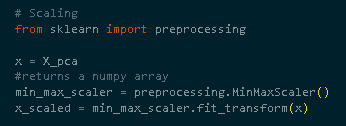 # Scaling
from sklearn import preprocessing
x = X_pca
#returns a numpy array
min_max_scaler = preprocessing.MinMaxScaler()
x_scaled = min_max_scaler.fit_transform(x)